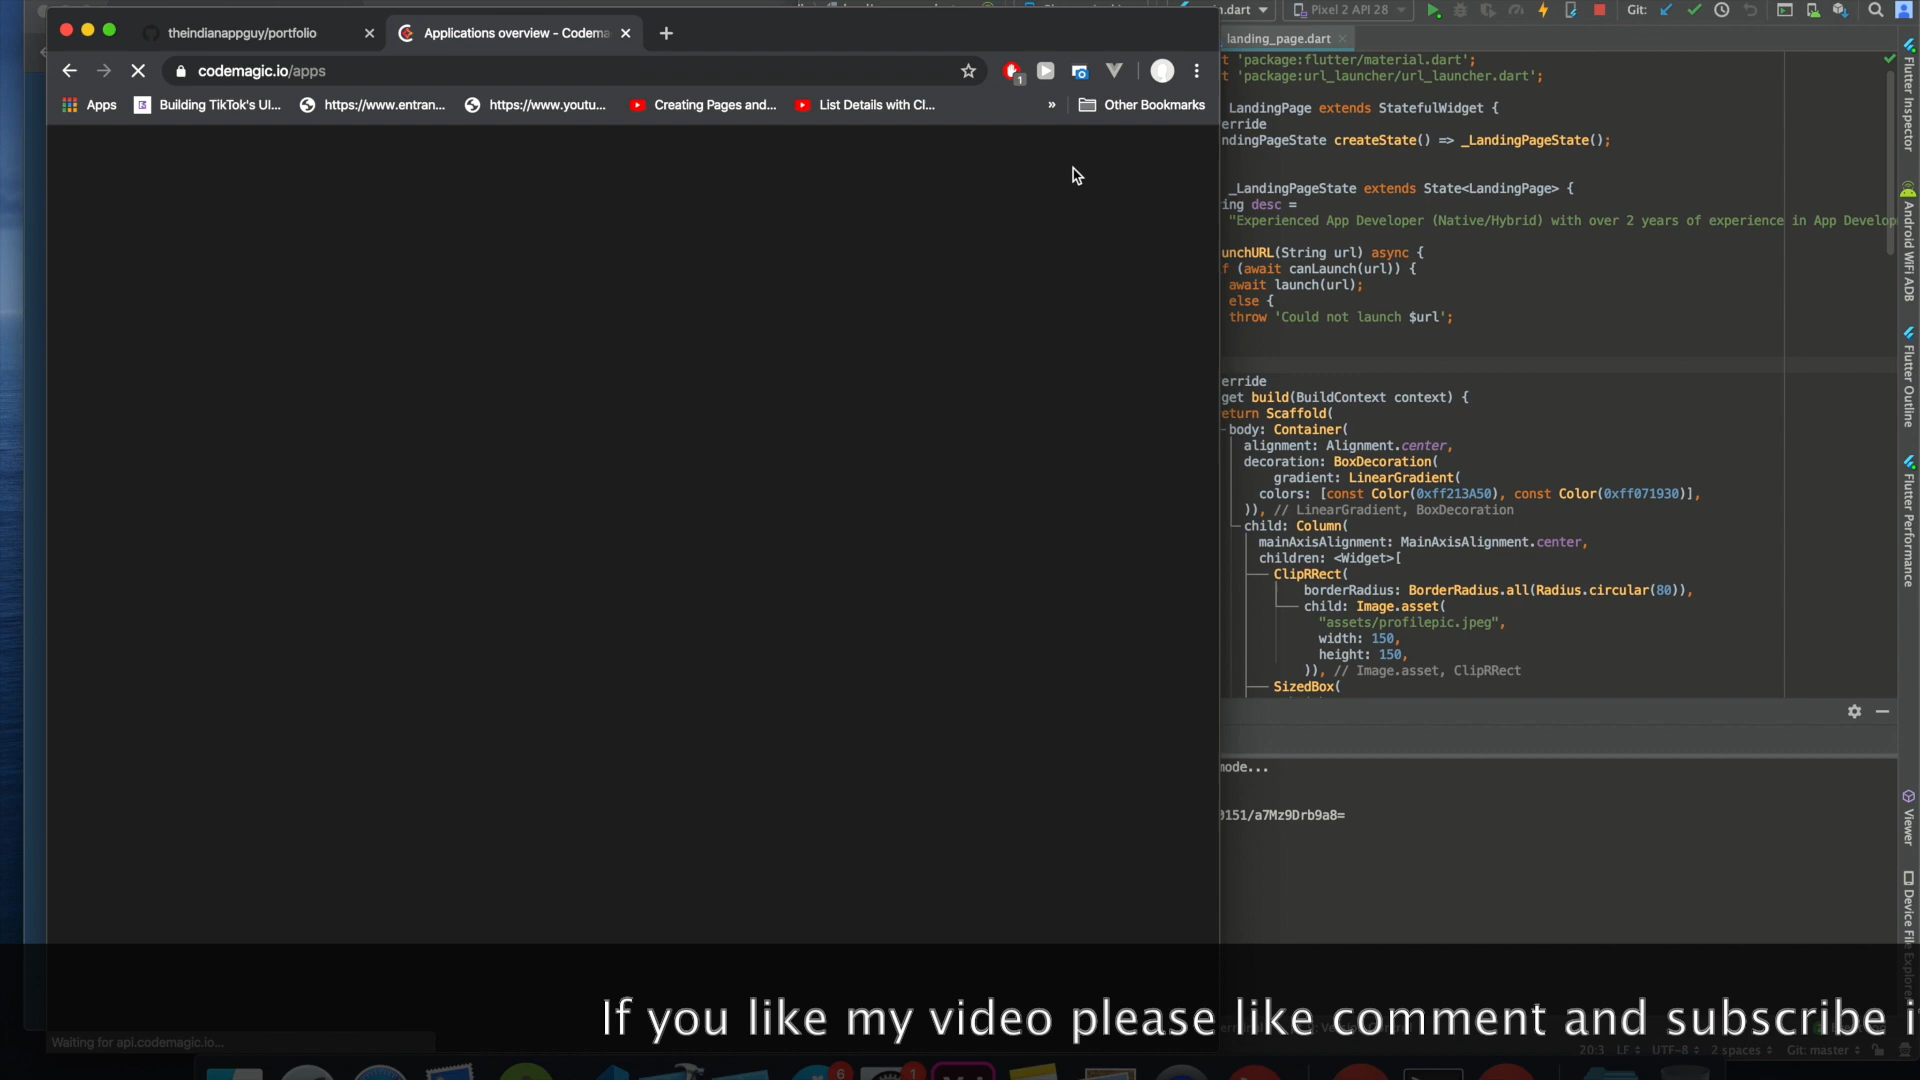 theindianappguy/portfolio
Applications overview - Codema
codemagic.io/apps
1
Apps
Building TikTok's UI...
https://www.entran...
https://www.youtu...
Creating Pages and...
List Details with Cl...
»
Other Bookmarks
n.dart
Pixel 2 API 28
Git:
landing_page.dart
t 'package:flutter/material.dart';
t 'package:url_launcher/url_launcher.dart';
LandingPage extends StatefulWidget {
erride
ndingPageState createState() => _LandingPageState();
_LandingPageState extends State<LandingPage> {
ing desc =
"Experienced App Developer (Native/Hybrid) with over 2 years of experience in App Develop
unchURL(String url) async {
f (await canLaunch(url)) {
await launch(url);
else {
throw 'Could not launch $url';
erride
get build(BuildContext context) {
eturn Scaffold(
body: Container(
alignment: Alignment.center,
decoration: BoxDecoration(
gradient: LinearGradient(
colors: [const Color(0xff213A50), const Color(0xff071930)],
)), // LinearGradient, BoxDecoration
child: Column(
mainAxisAlignment: MainAxisAlignment.center,
children: <Widget>[
ClipRRect(
borderRadius: BorderRadius.all(Radius.circular(80)),
child: Image.asset(
"assets/profilepic.jpeg",
width: 150,
height: 150,
)), // Image.asset, ClipRRect
SizedBox(
mode...
0151/a7Mz9Drb9a8=
Flutter Inspector
Android WiFi ADB
Flutter Outline
Flutter Performance
Viewer
Device File Explorer
If you like my video please like comment and subscribe i
Waiting for api.codemagic.io...
20:3 LF UTF-8 2 spaces Git: master
6
1